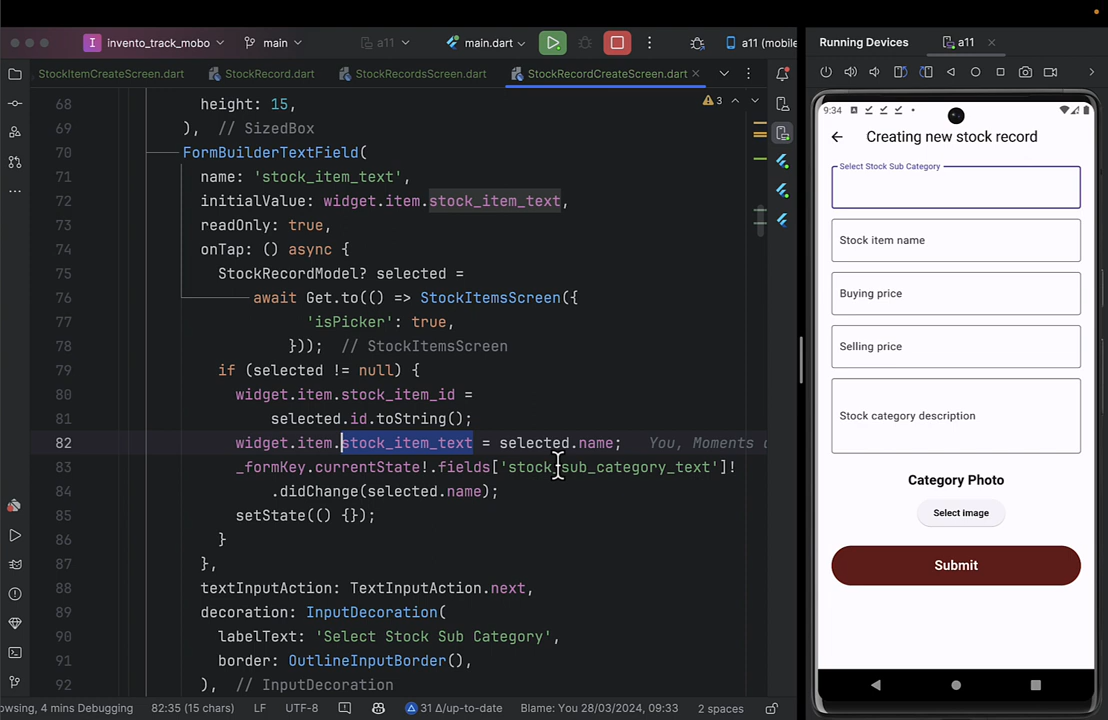 invento_track_mobo
main
a11
main.dart
a11 (mobile
Running Devices
a11
StockItemCreateScreen.dart
StockRecord.dart
StockRecordsScreen.dart
StockRecordCreateScreen.dart
68 height: 15,
3
69 ), // SizedBox
70 FormBuilderTextField(
71 name: 'stock_item_text',
72 initialValue: widget.item.stock_item_text,
73 readOnly: true,
74 onTap: () async {
75 StockRecordModel? selected =
76 await Get.to(() => StockItemsScreen({
77 'isPicker': true,
78 })); // StockItemsScreen
79 if (selected != null) {
80 widget.item.stock_item_id =
81 selected.id.toString();
82 widget.item.stock_item_text = selected.name; You, Moments
83 _formKey.currentState!.fields['stock_sub_category_text']!
84 .didChange(selected.name);
85 setState(() {});
86 }
87 },
88 textInputAction: TextInputAction.next,
89 decoration: InputDecoration(
90 labelText: 'Select Stock Sub Category',
91 border: OutlineInputBorder(),
92 ), // InputDecoration
9:34
Creating new stock record
Select Stock Sub Category
Stock item name
Buying price
Selling price
Stock category description
Category Photo
Select image
Submit
owsing, 4 mins Debugging
82:35 (15 chars)
LF
UTF-8
31 Δ/up-to-date
Blame: You 28/03/2024, 09:33
2 spaces